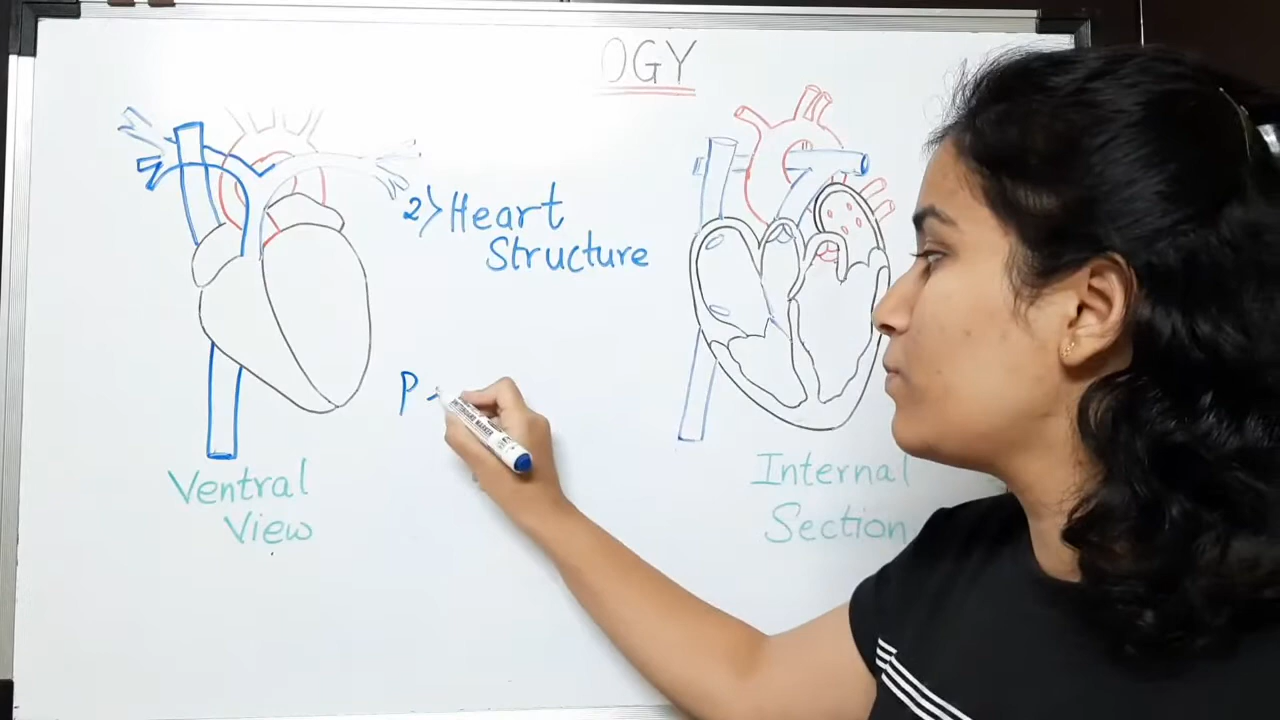 OGY
2> Heart
Structure
P -
Ventral
View
Internal
Section